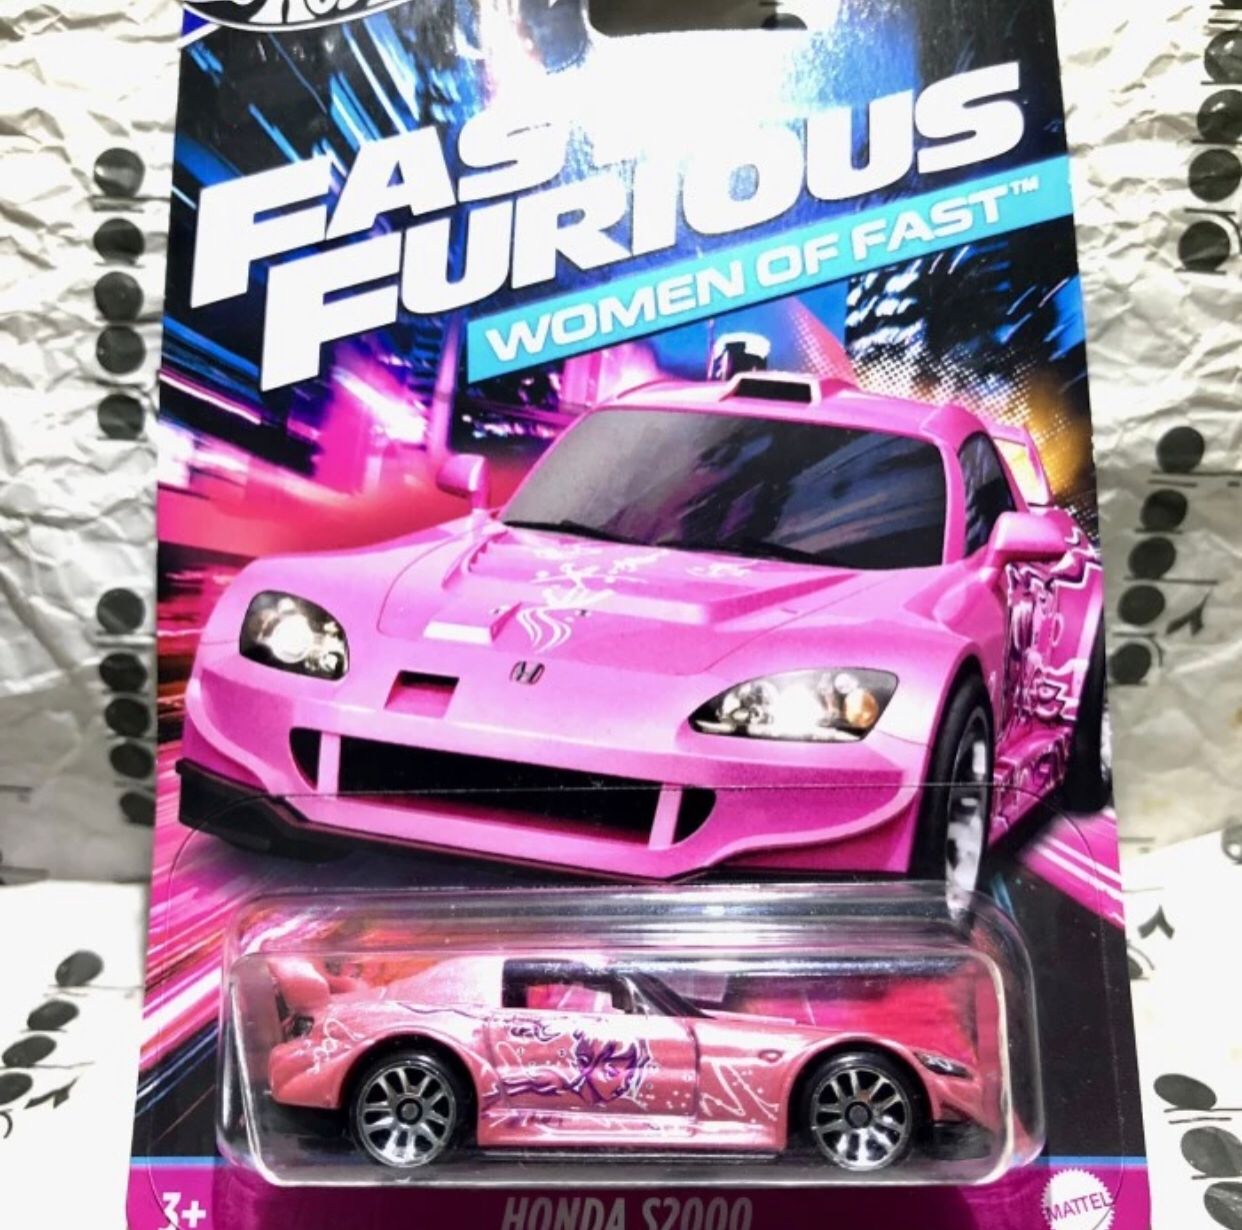 FAST
FURIOUS
WOMEN OF FAST™
3+
HONDA S2000
MATTEL